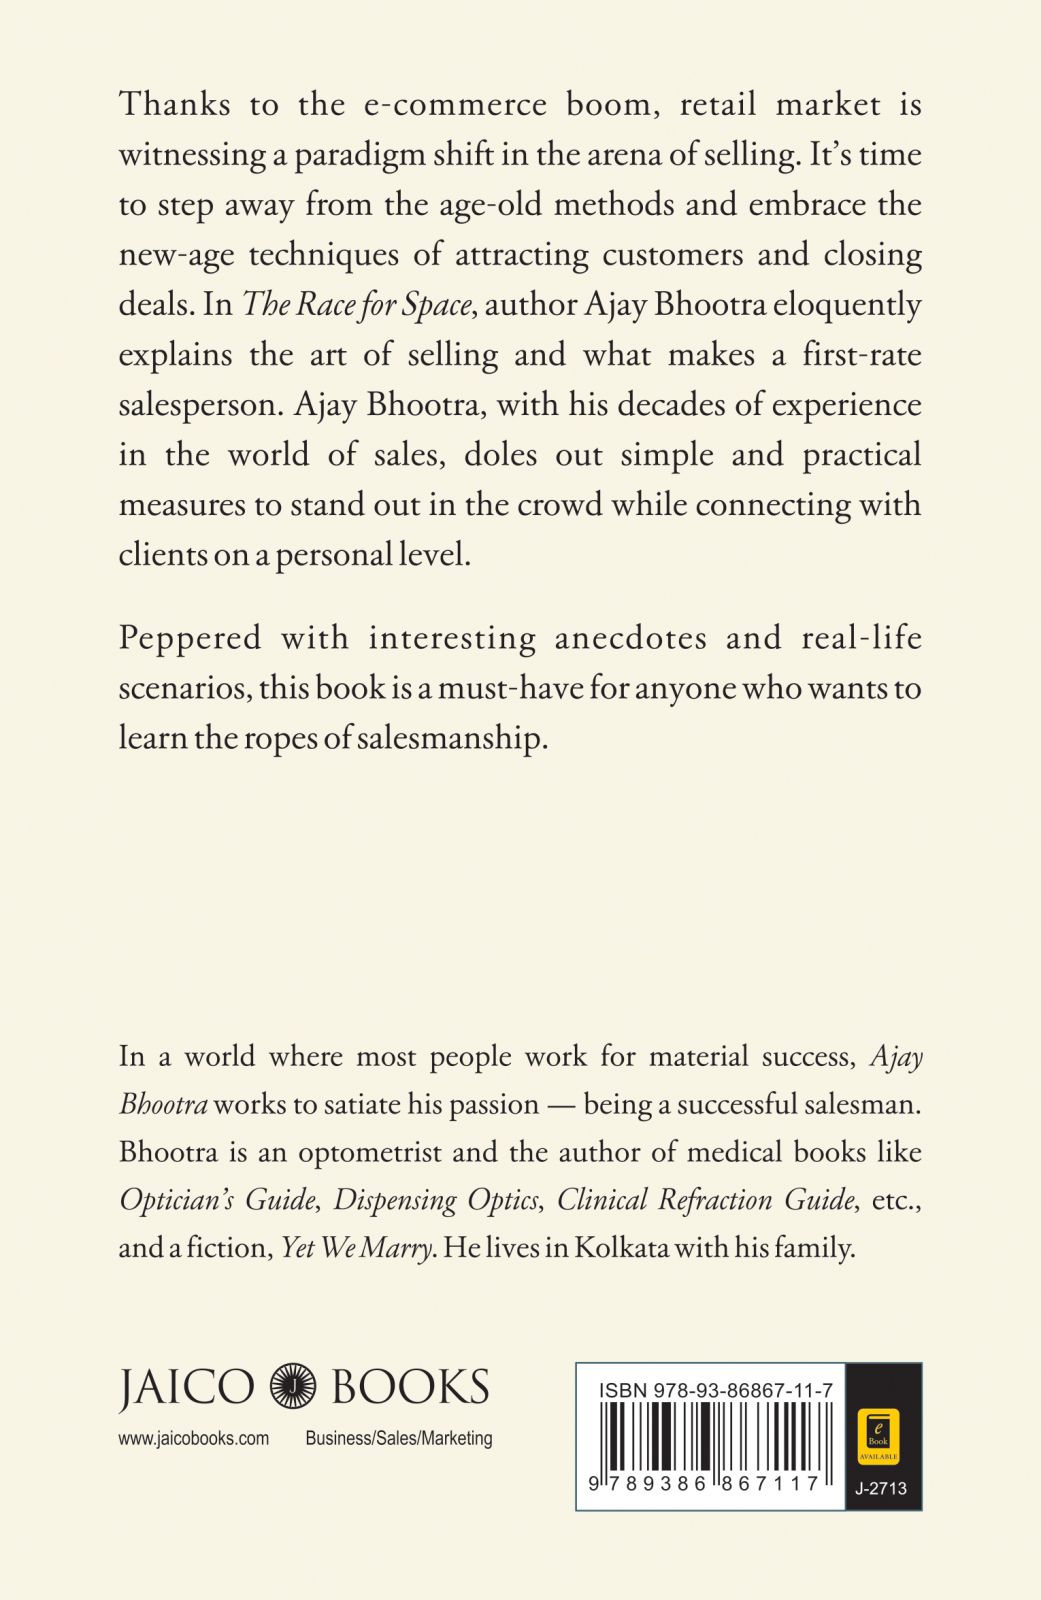 Thanks to the e-commerce boom, retail market is
witnessing a paradigm shift in the arena of selling. It’s time
to step away from the age-old methods and embrace the
new-age techniques of attracting customers and closing
deals. In The Race for Space, author Ajay Bhootra eloquently
explains the art of selling and what makes a first-rate
salesperson. Ajay Bhootra, with his decades of experience
in the world of sales, doles out simple and practical
measures to stand out in the crowd while connecting with
clients on a personal level.
Peppered with interesting anecdotes and real-life
scenarios, this book is a must-have for anyone who wants to
learn the ropes of salesmanship.
In a world where most people work for material success, Ajay
Bhootra works to satiate his passion — being a successful salesman.
Bhootra is an optometrist and the author of medical books like
Optician’s Guide, Dispensing Optics, Clinical Refraction Guide, etc.,
and a fiction, Yet We Marry. He lives in Kolkata with his family.
JAICO J BOOKS
www.jaicobooks.com Business/Sales/Marketing
ISBN 978-93-86867-11-7
9 789386 867117
e
Book
AVAILABLE
J-2713